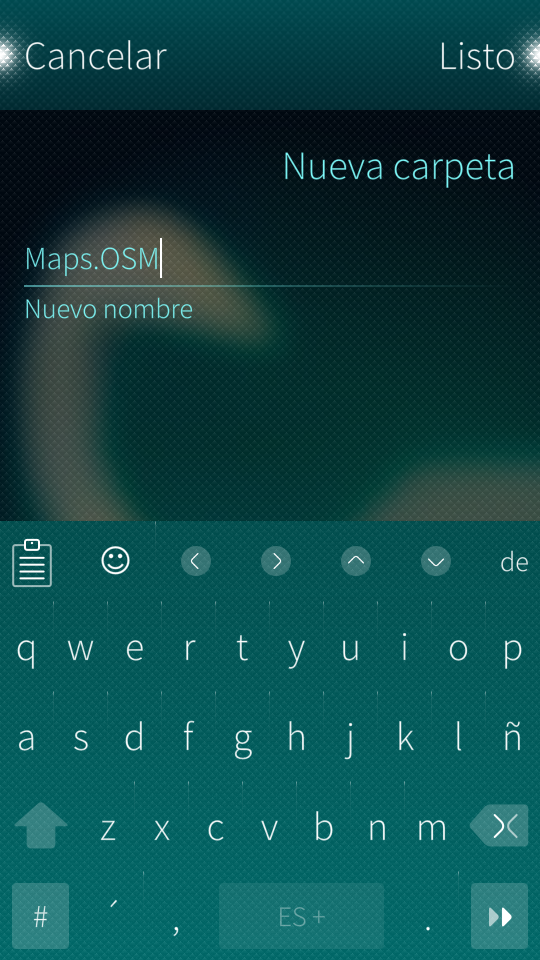 Cancelar Listo
Nueva carpeta
Maps.OSM
Nuevo nombre
de
q w e r t y u i o p
a s d f g h j k l ñ
z x c v b n m
# ´ , ES + .